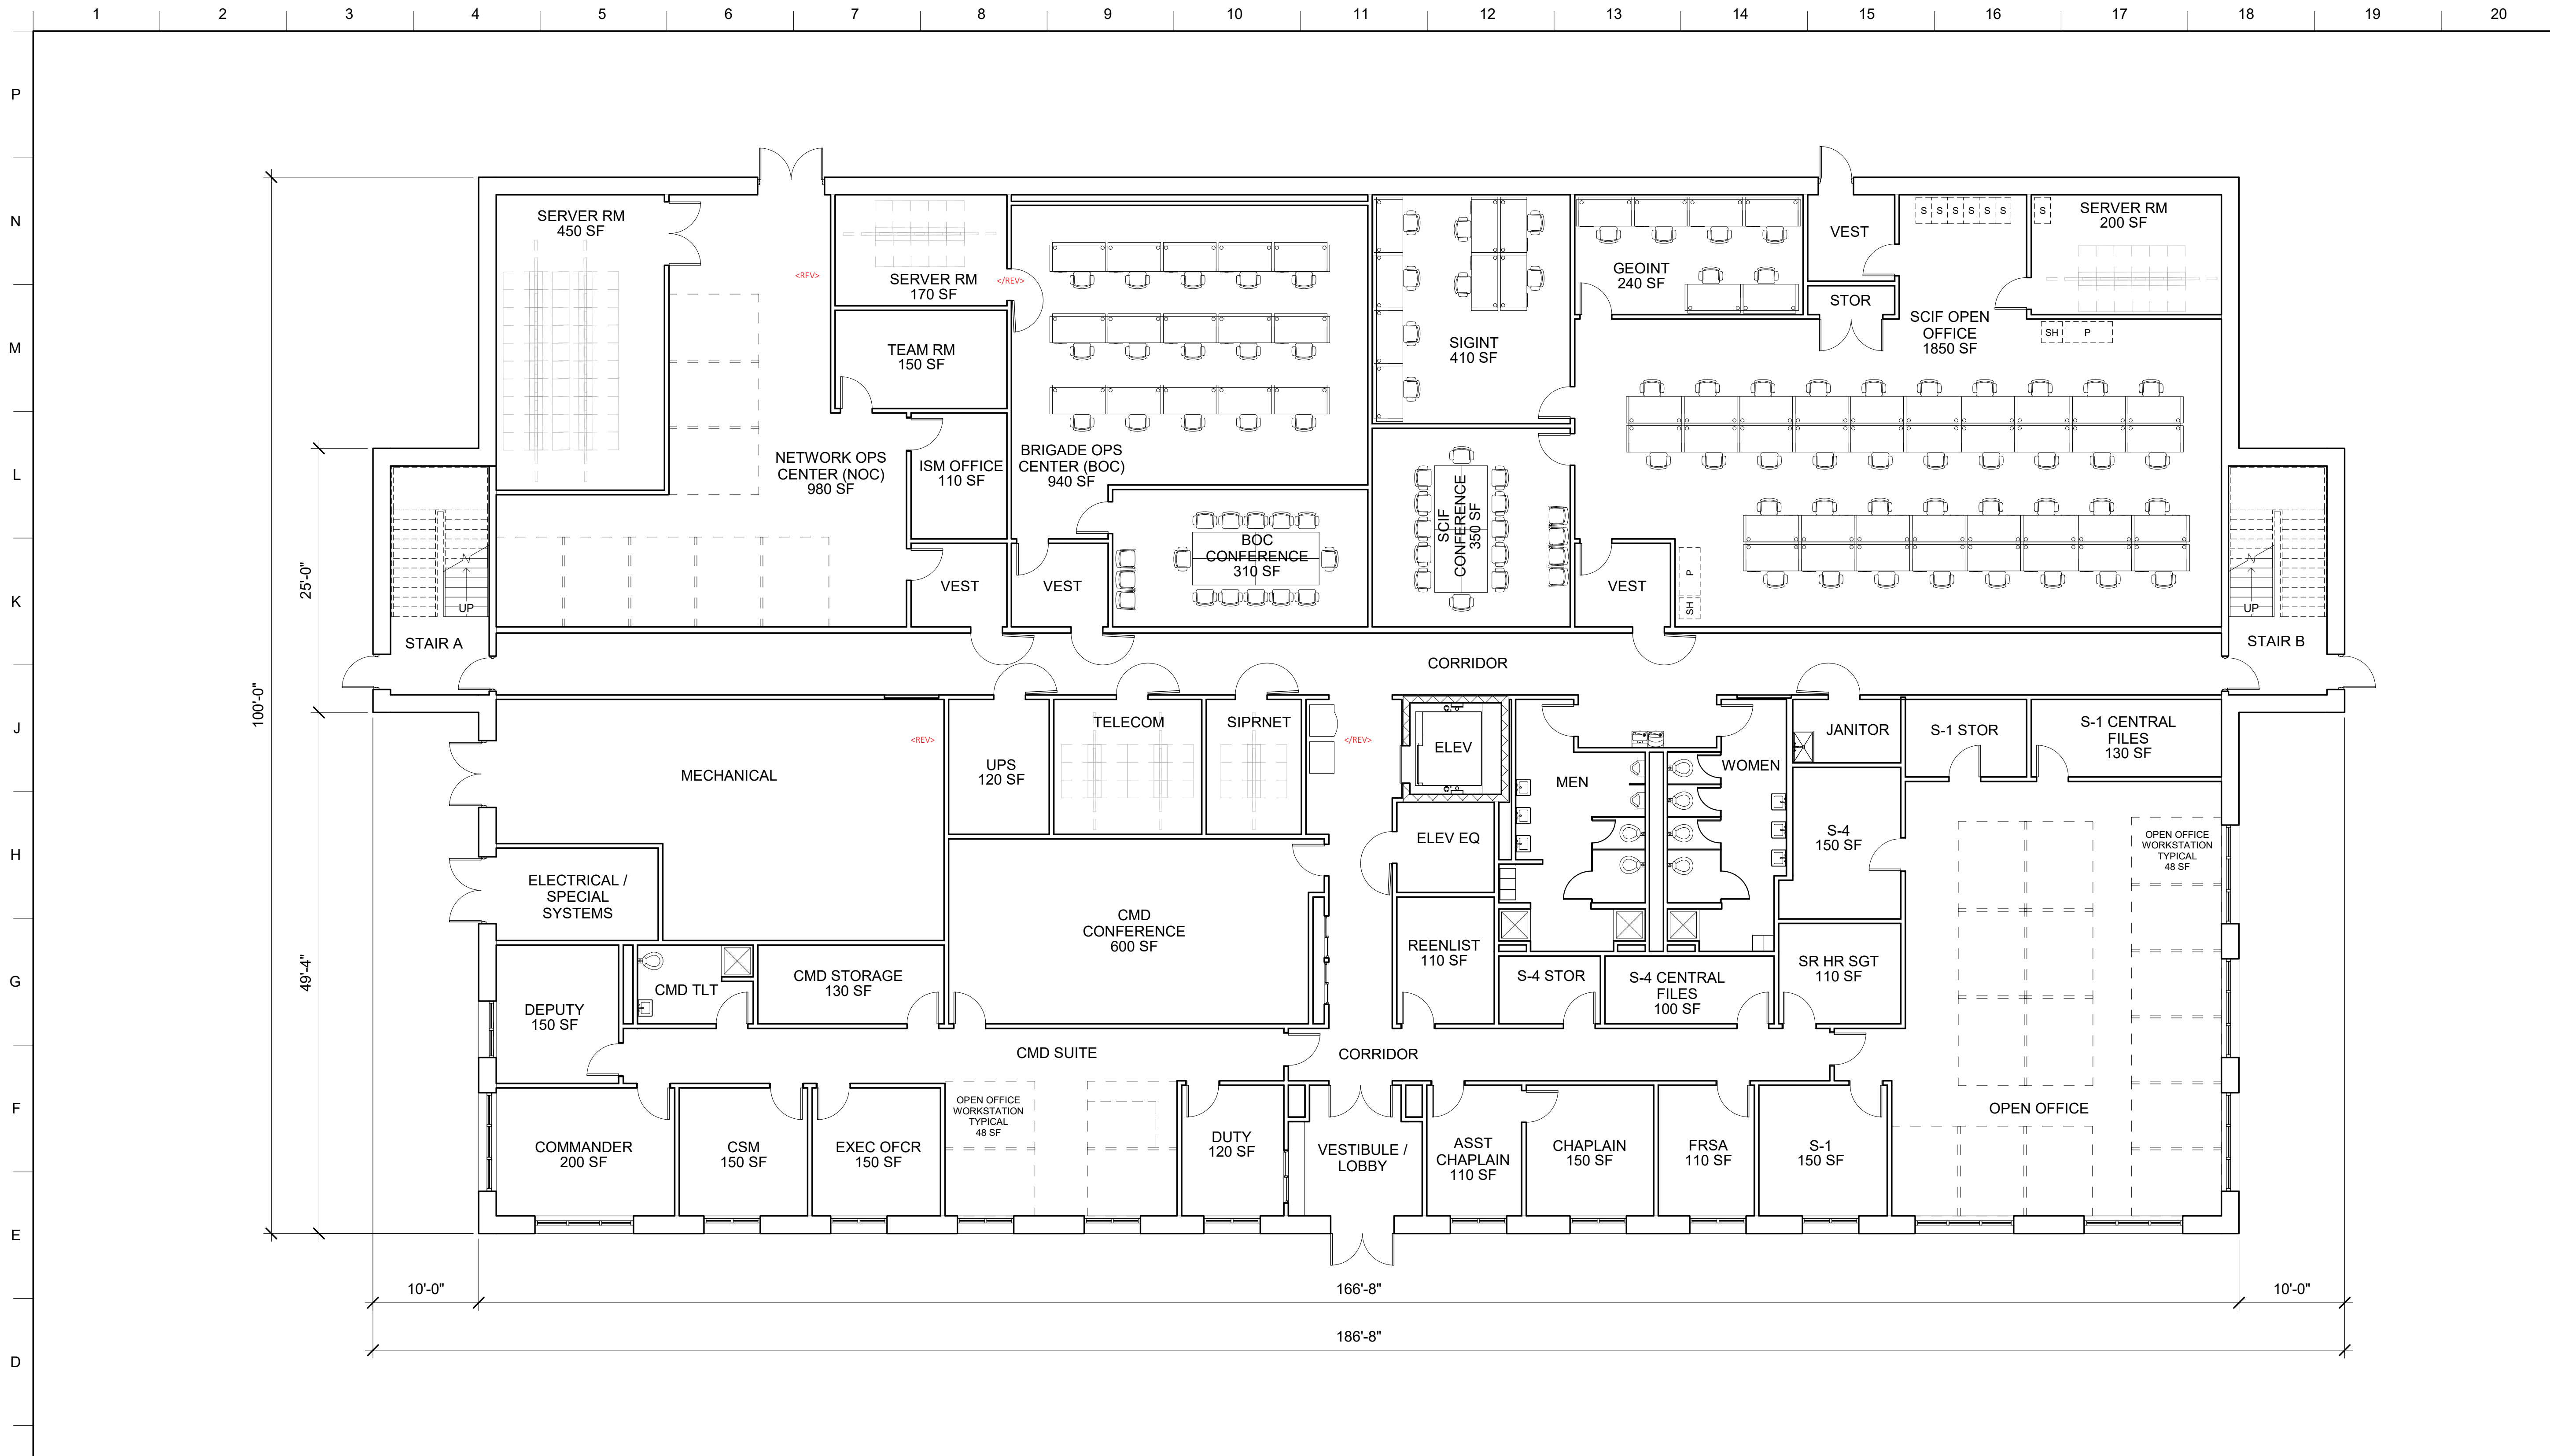 1 2 3 4 5 6 7 8 9 10 11 12 13 14 15 16 17 18 19 20
P
N
M
L
K
J
H
G
F
E
D
SERVER RM
450 SF
<REV>
SERVER RM
170 SF
</REV>
TEAM RM
150 SF
NETWORK OPS
CENTER (NOC)
980 SF
ISM OFFICE
110 SF
BRIGADE OPS
CENTER (BOC)
940 SF
VEST
VEST
BOC
CONFERENCE
310 SF
SIGINT
410 SF
SCIF
CONFERENCE
350 SF
GEOINT
240 SF
VEST
STOR
S S S S S S
S
SERVER RM
200 SF
SCIF OPEN
OFFICE
1850 SF
SH P
VEST
P
SH
UP
STAIR A
UP
STAIR B
CORRIDOR
100'-0"
25'-0"
49'-4"
MECHANICAL
<REV>
UPS
120 SF
TELECOM
SIPRNET
</REV>
ELEV
ELEV EQ
MEN
WOMEN
JANITOR
S-1 STOR
S-1 CENTRAL
FILES
130 SF
S-4
150 SF
OPEN OFFICE
WORKSTATION
TYPICAL
48 SF
ELECTRICAL /
SPECIAL
SYSTEMS
CMD
CONFERENCE
600 SF
REENLIST
110 SF
SR HR SGT
110 SF
S-4 STOR
S-4 CENTRAL
FILES
100 SF
DEPUTY
150 SF
CMD TLT
CMD STORAGE
130 SF
CMD SUITE
CORRIDOR
COMMANDER
200 SF
CSM
150 SF
EXEC OFCR
150 SF
OPEN OFFICE
WORKSTATION
TYPICAL
48 SF
DUTY
120 SF
VESTIBULE /
LOBBY
ASST
CHAPLAIN
110 SF
CHAPLAIN
150 SF
FRSA
110 SF
S-1
150 SF
OPEN OFFICE
10'-0"
166'-8"
10'-0"
186'-8"